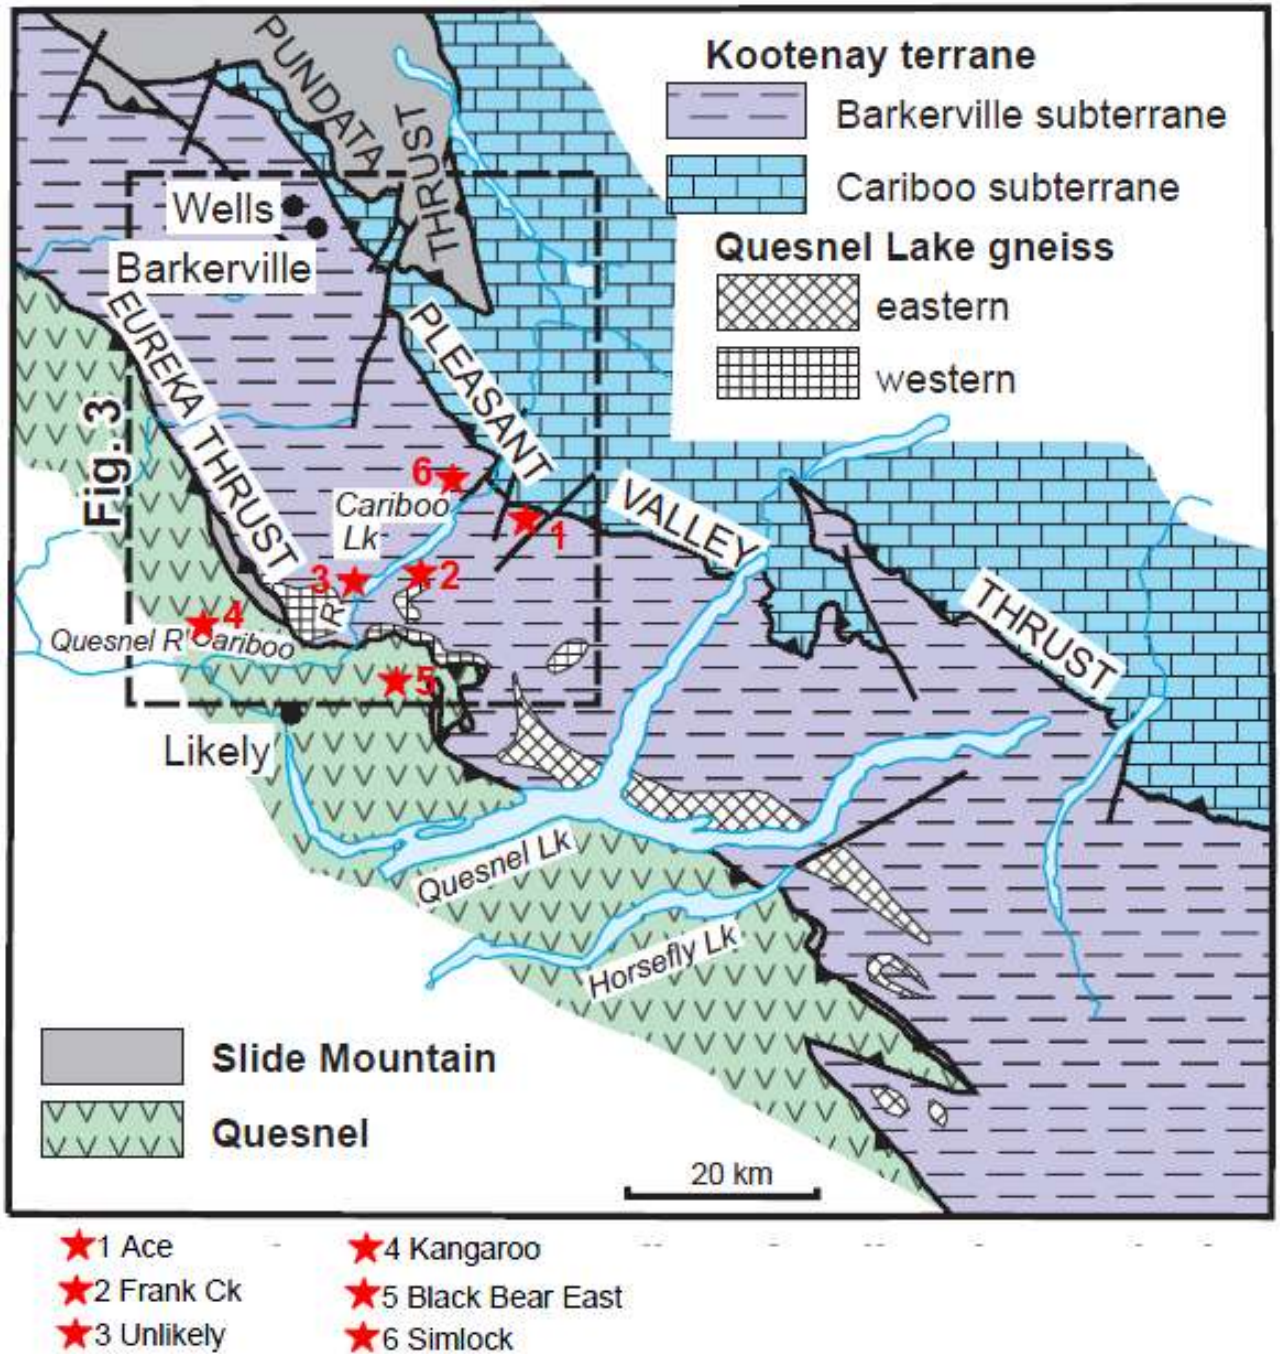 Kootenay terrane
Barkerville subterrane
Cariboo subterrane
Quesnel Lake gneiss
eastern
western
PUNDATA
THRUST
Wells
Barkerville
EUREKA THRUST
PLEASANT
VALLEY
THRUST
Fig. 3
6
Cariboo
Lk
1
3
2
R
4
Quesnel R
Cariboo
5
Likely
Quesnel Lk
Horsefly Lk
Slide Mountain
Quesnel
20 km
1 Ace
4 Kangaroo
2 Frank Ck
5 Black Bear East
3 Unlikely
6 Simlock